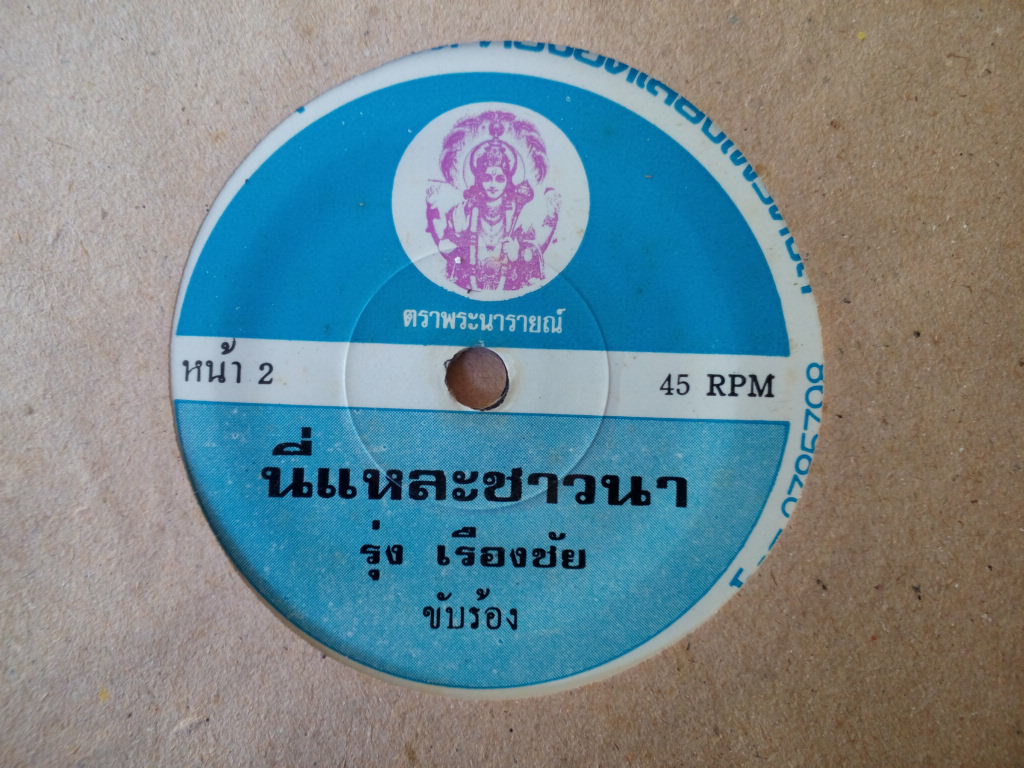 ตราพระนารายณ์
หน้า 2
45 RPM
นี่แหละชาวนา
รุ่ง เรืองชัย
ขับร้อง